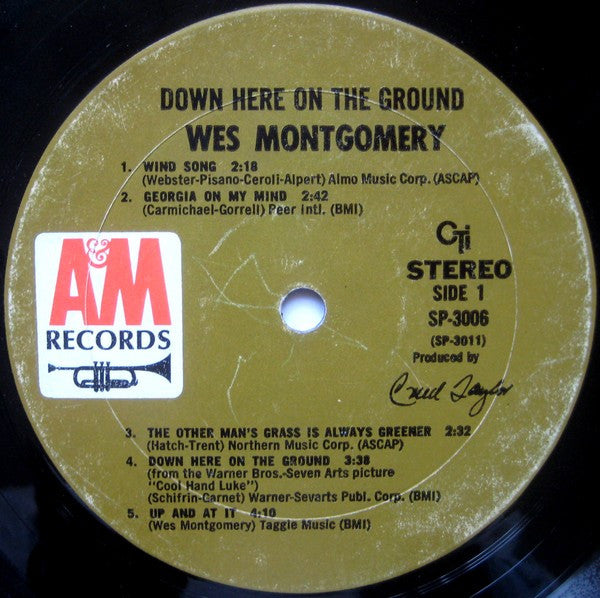 DOWN HERE ON THE GROUND
WES MONTGOMERY
1. WIND SONG 2:18
(Webster-Pisano-Ceroli-Alpert) Almo Music Corp. (ASCAP)
2. GEORGIA ON MY MIND 2:42
(Carmichael-Gorrell) Peer Intl. (BMI)
A&M
RECORDS
CTi
STEREO
SIDE 1
SP-3006
(SP-3011)
Produced by
Creed Taylor
3. THE OTHER MAN'S GRASS IS ALWAYS GREENER 2:32
(Hatch-Trent) Northern Music Corp. (ASCAP)
4. DOWN HERE ON THE GROUND 3:38
(from the Warner Bros.-Seven Arts picture
"Cool Hand Luke")
(Schifrin-Garnet) Warner-Sevarts Publ. Corp. (BMI)
5. UP AND AT IT 4:10
(Wes Montgomery) Taggie Music (BMI)